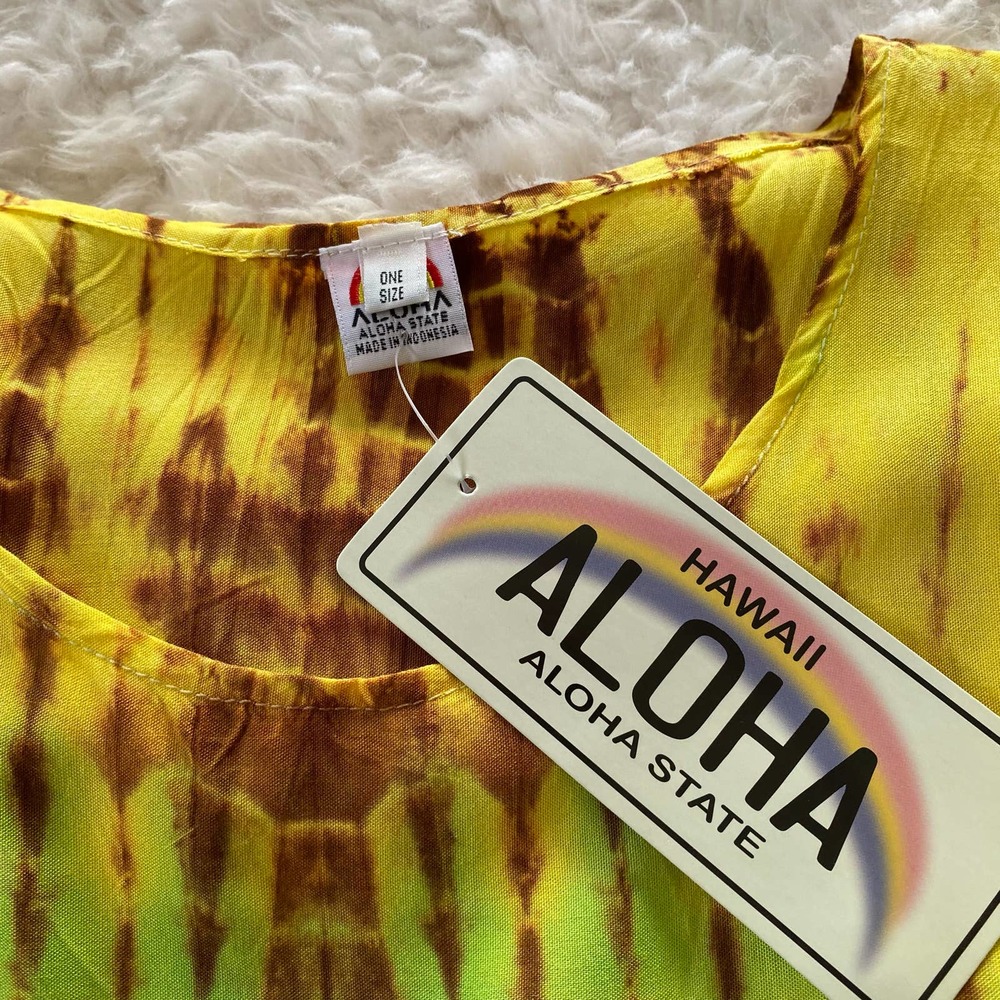 ONE
SIZE
ALOHA
ALOHA STATE
MADE IN INDONESIA
HAWAII
ALOHA
ALOHA STATE